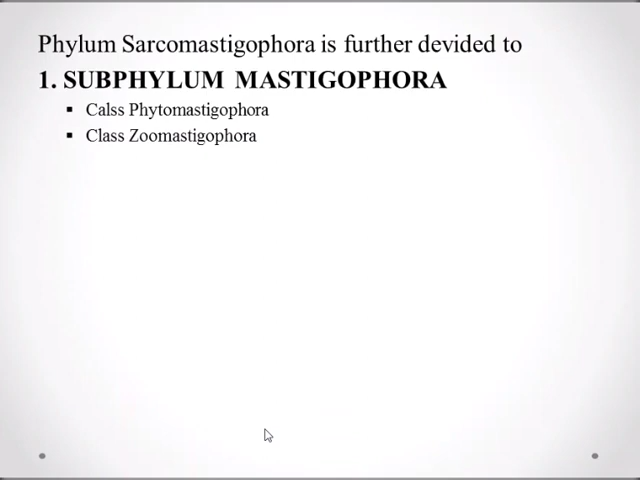 Phylum Sarcomastigophora is further devided to
1. SUBPHYLUM MASTIGOPHORA
▪ Calss Phytomastigophora
▪ Class Zoomastigophora